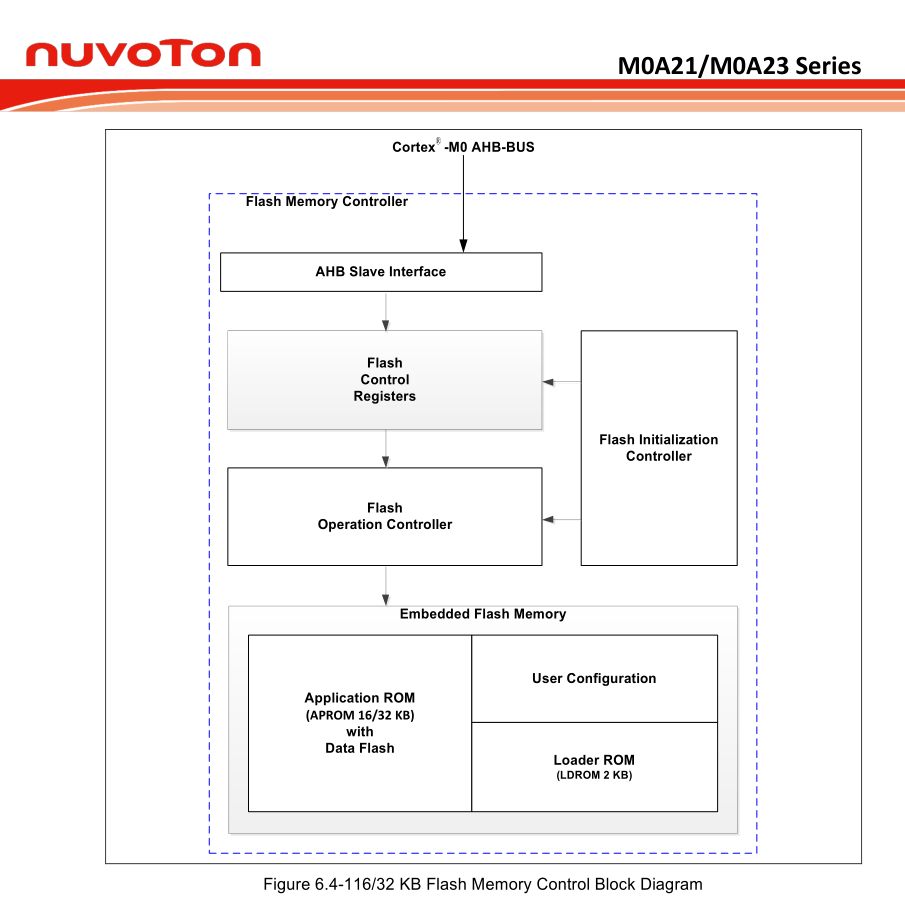 nuvoTon
M0A21/M0A23 Series
Cortex® -M0 AHB-BUS
Flash Memory Controller
AHB Slave Interface
Flash
Control
Registers
Flash Initialization
Controller
Flash
Operation Controller
Embedded Flash Memory
Application ROM
(APROM 16/32 KB)
with
Data Flash
User Configuration
Loader ROM
(LDROM 2 KB)
Figure 6.4-116/32 KB Flash Memory Control Block Diagram